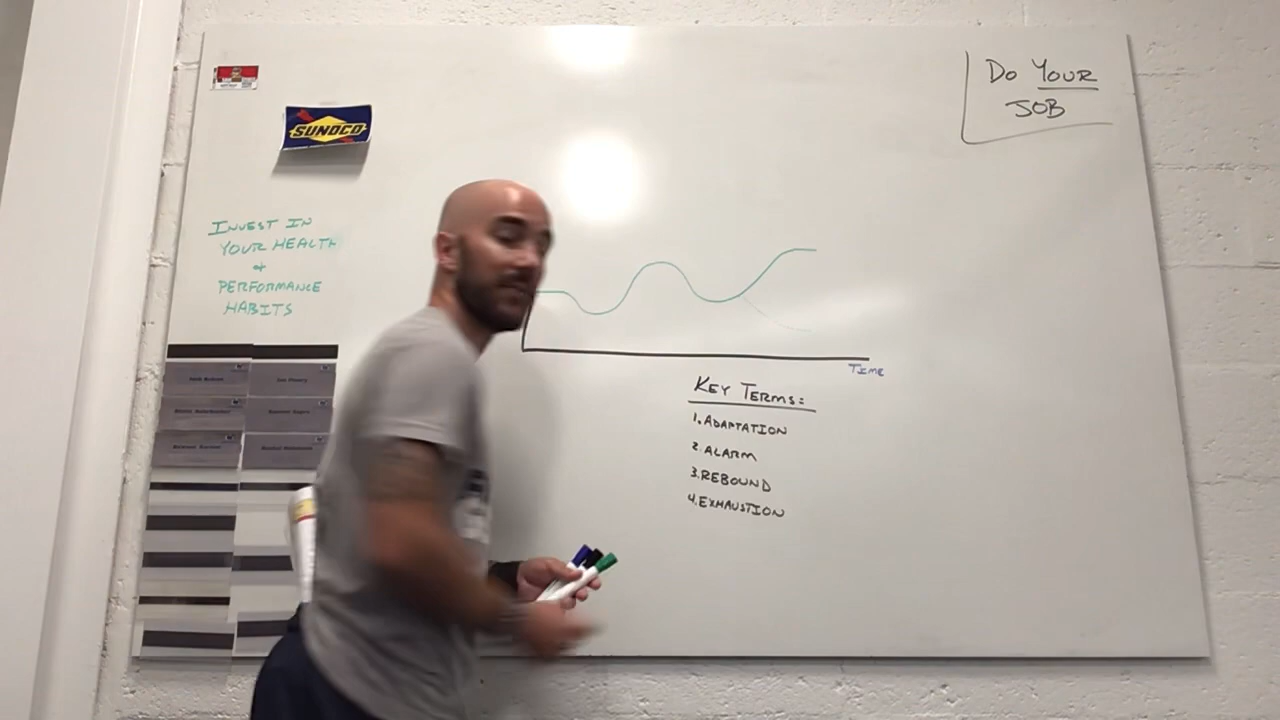 Do YOUR
JOB
SUNOCO
INVEST IN
YOUR HEALTH
+
PERFORMANCE
HABITS
TIME
KEY TERMS:
1. ADAPTATION
2. ALARM
3. REBOUND
4. EXHAUSTION